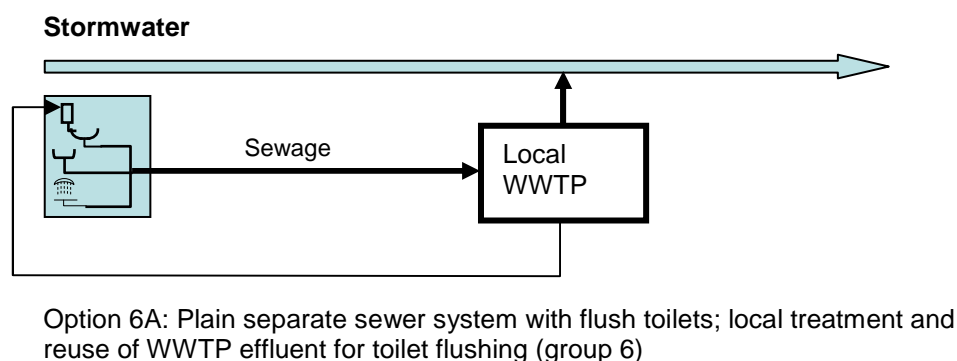 Stormwater
Sewage
Local
WWTP
Option 6A: Plain separate sewer system with flush toilets; local treatment and
reuse of WWTP effluent for toilet flushing (group 6)